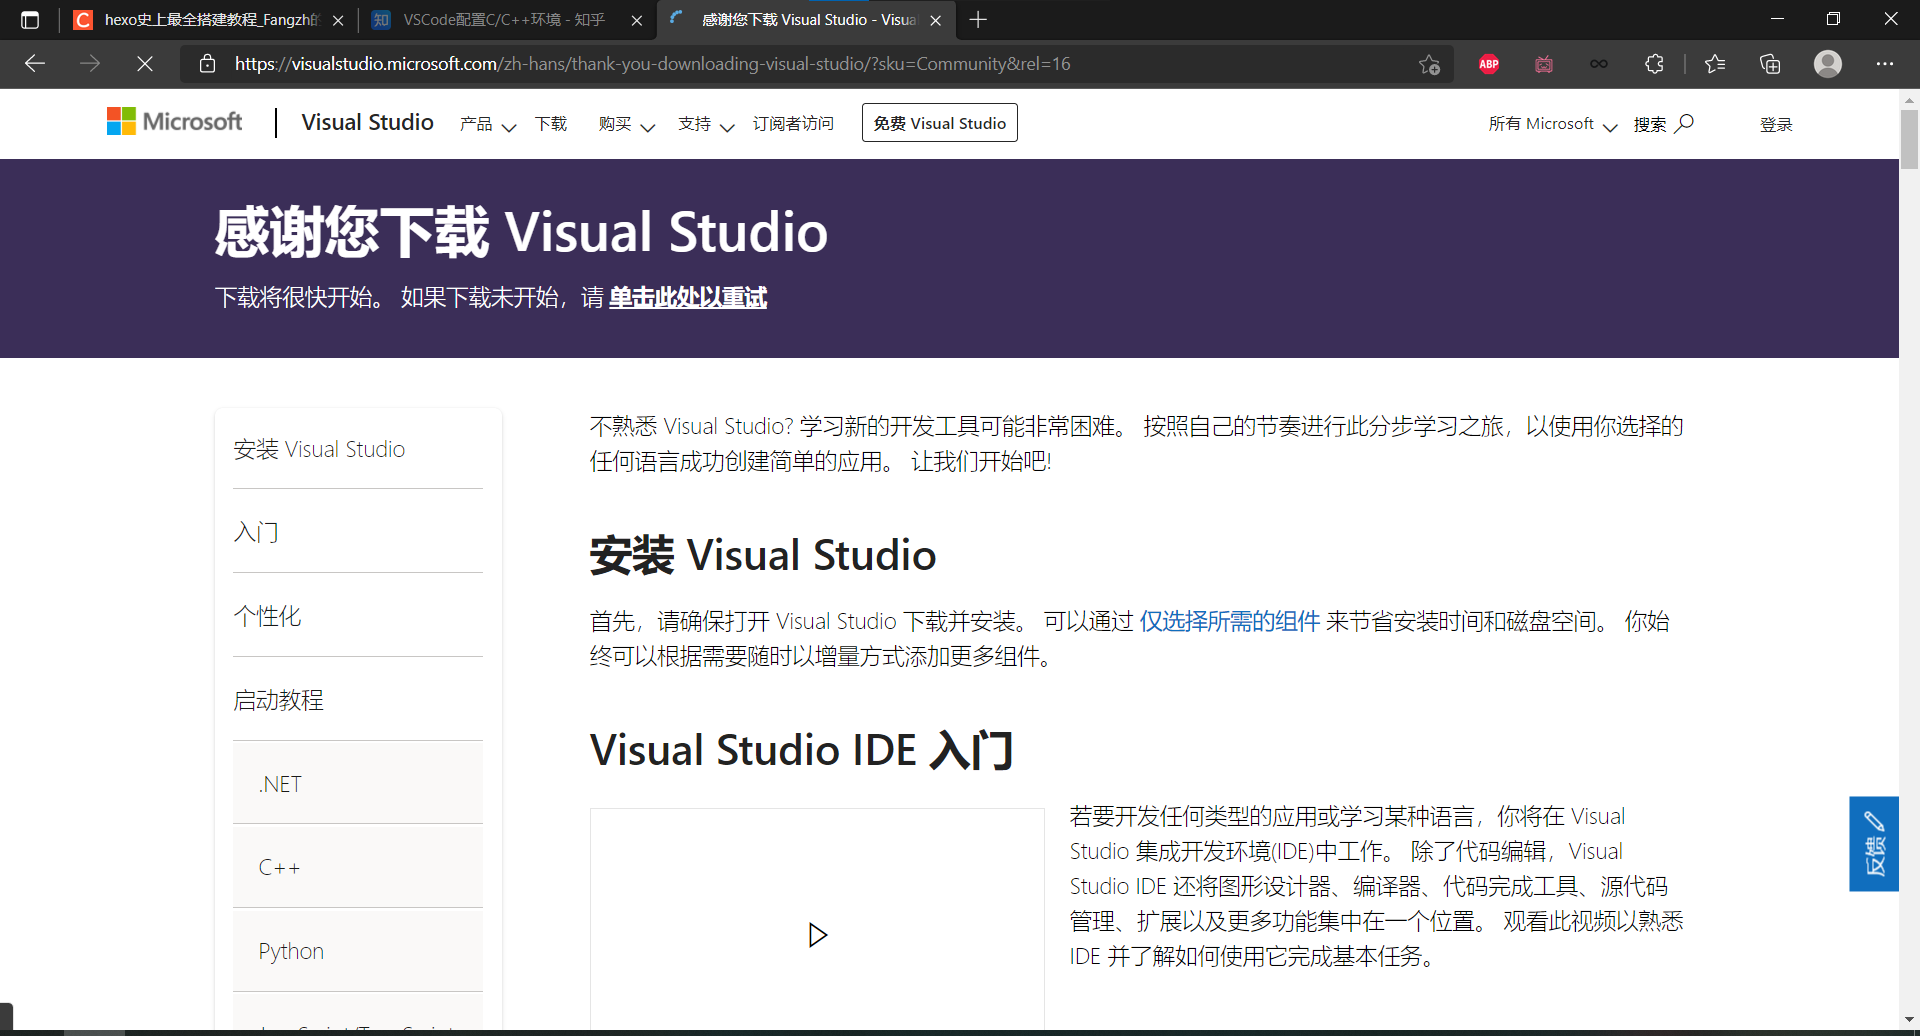 hexo史上最全搭建教程_Fangzh的
VSCode配置C/C++环境 - 知乎
感谢您下载 Visual Studio - Visua
https://visualstudio.microsoft.com/zh-hans/thank-you-downloading-visual-studio/?sku=Community&rel=16
ABP
Microsoft
Visual Studio
产品
下载
购买
支持
订阅者访问
免费 Visual Studio
所有 Microsoft
搜索
登录
感谢您下载 Visual Studio
下载将很快开始。 如果下载未开始，请 单击此处以重试
安装 Visual Studio
入门
个性化
启动教程
.NET
C++
Python
不熟悉 Visual Studio? 学习新的开发工具可能非常困难。 按照自己的节奏进行此分步学习之旅，以使用你选择的
任何语言成功创建简单的应用。 让我们开始吧!
安装 Visual Studio
首先，请确保打开 Visual Studio 下载并安装。 可以通过 仅选择所需的组件 来节省安装时间和磁盘空间。 你始
终可以根据需要随时以增量方式添加更多组件。
Visual Studio IDE 入门
若要开发任何类型的应用或学习某种语言，你将在 Visual
Studio 集成开发环境(IDE)中工作。 除了代码编辑，Visual
Studio IDE 还将图形设计器、编译器、代码完成工具、源代码
管理、扩展以及更多功能集中在一个位置。 观看此视频以熟悉
IDE 并了解如何使用它完成基本任务。
反馈